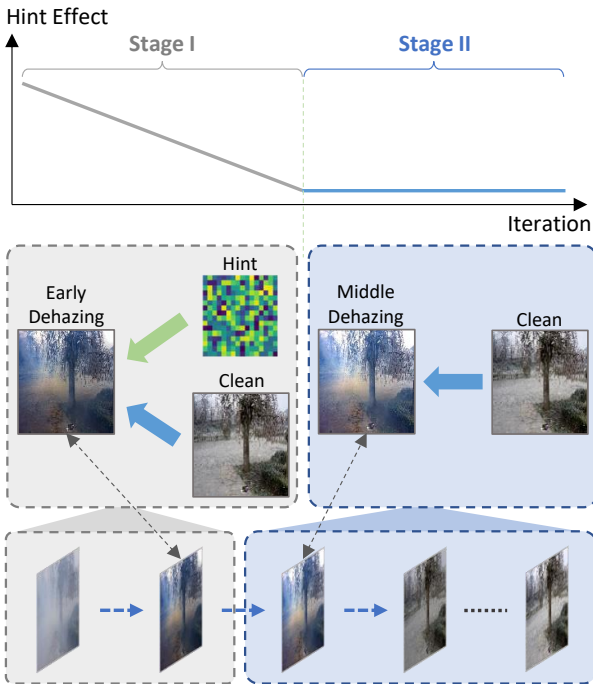 Hint Effect
Stage I
Stage II
Iteration
Hint
Early
Dehazing
Clean
Middle
Dehazing
Clean